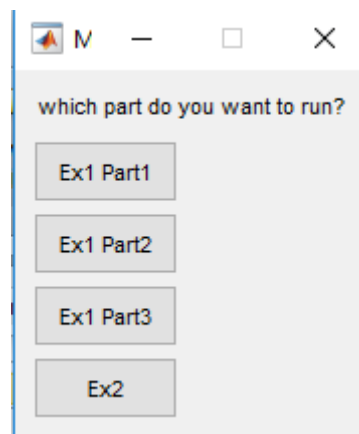 M
which part do you want to run?
Ex1 Part1
Ex1 Part2
Ex1 Part3
Ex2